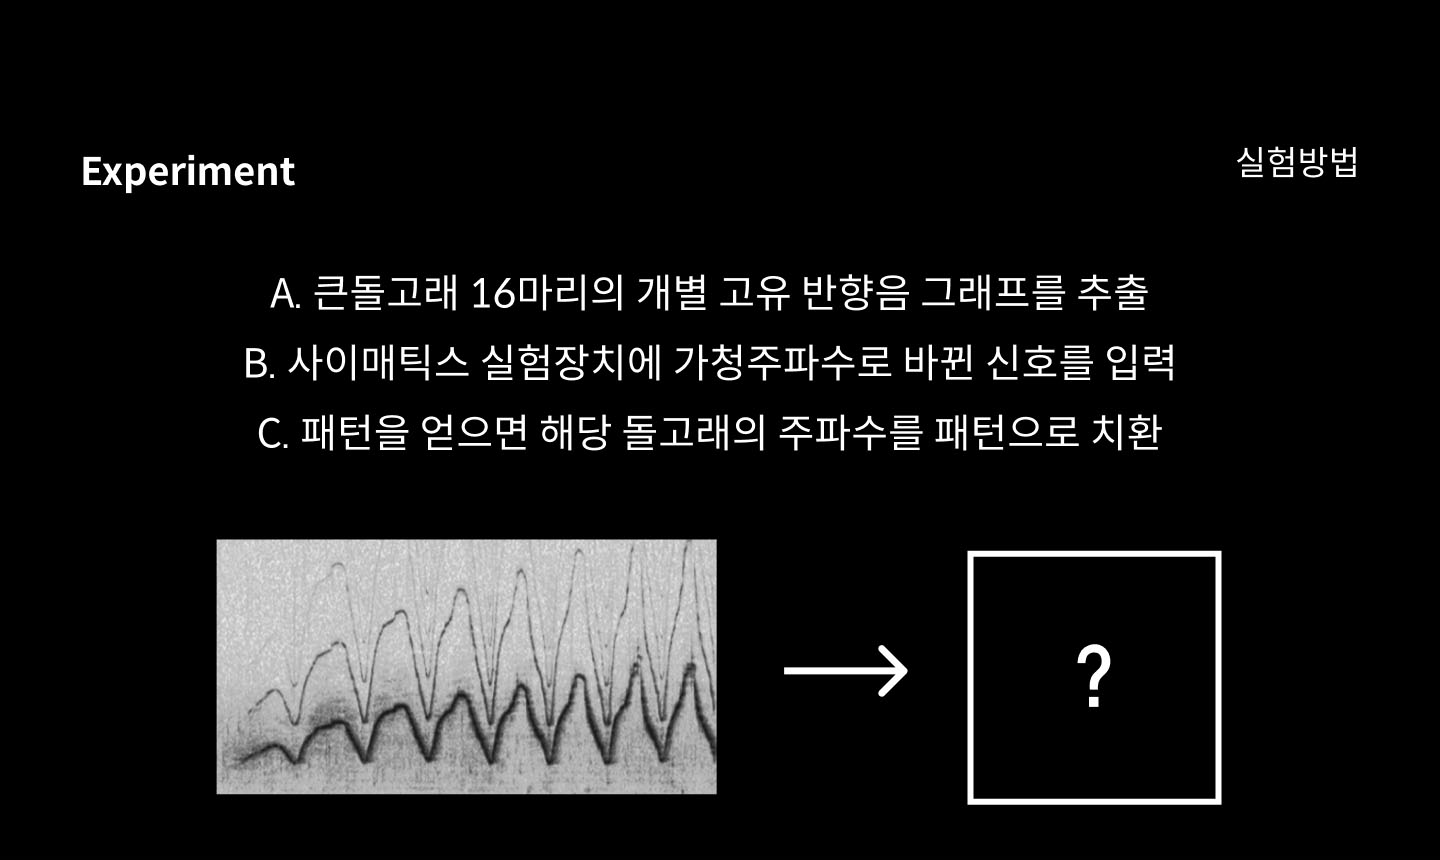 Experiment
실험방법
A. 큰돌고래 16마리의 개별 고유 반향음 그래프를 추출
B. 사이매틱스 실험장치에 가청주파수로 바뀐 신호를 입력
C. 패턴을 얻으면 해당 돌고래의 주파수를 패턴으로 치환
?